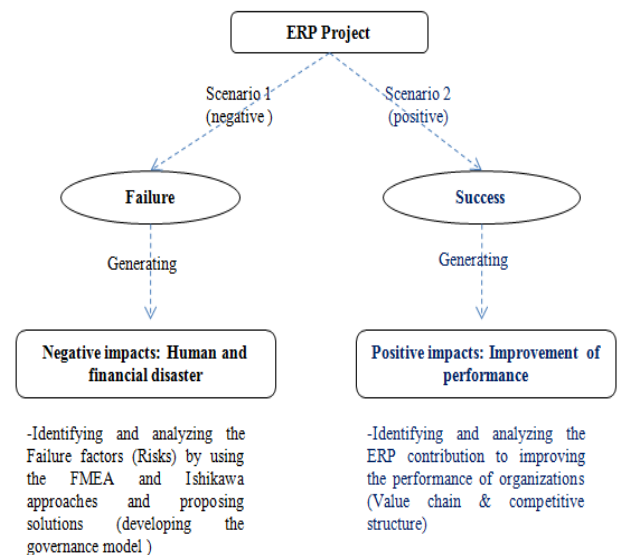 ERP Project
Scenario 1
(negative )
Scenario 2
(positive)
Failure
Success
Generating
Generating
Negative impacts: Human and
financial disaster
Positive impacts: Improvement of
performance
-Identifying and analyzing the
Failure factors (Risks) by using
the FMEA and Ishikawa
approaches and proposing
solutions (developing the
governance model )
-Identifying and analyzing the
ERP contribution to improving
the performance of organizations
(Value chain & competitive
structure)